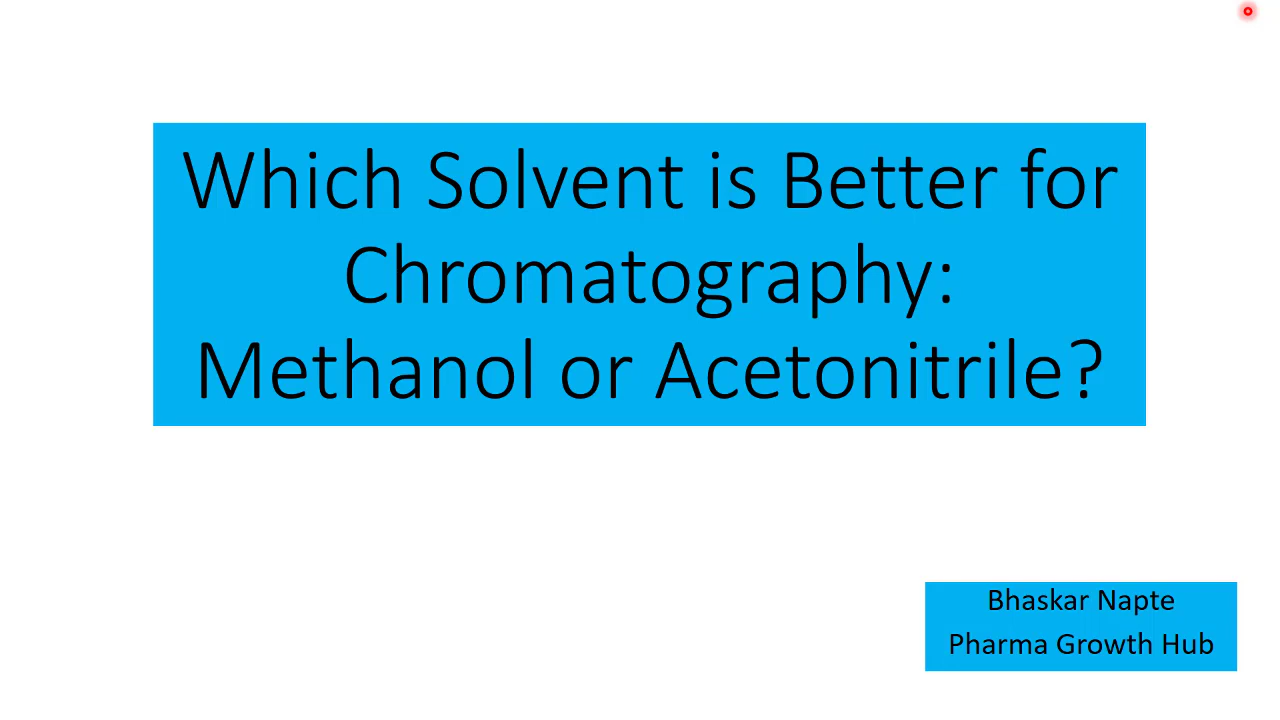 Which Solvent is Better for
Chromatography:
Methanol or Acetonitrile?
Bhaskar Napte
Pharma Growth Hub